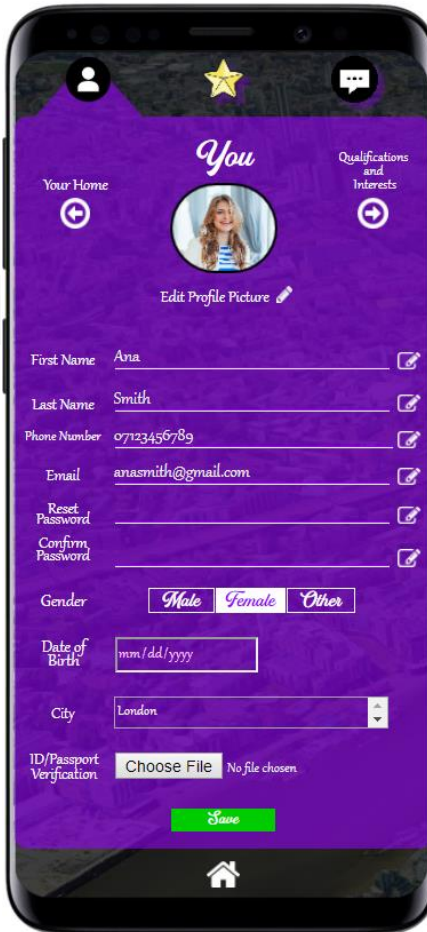 You
Your Home
Qualifications
and
Interests
Edit Profile Picture
First Name Ana
Last Name Smith
Phone Number 07123456789
Email anasmith@gmail.com
Reset
Password
Confirm
Password
Gender Male Female Other
Date of
Birth
mm/dd/yyyy
City London
ID/Passport
Verification
Choose File No file chosen
Save